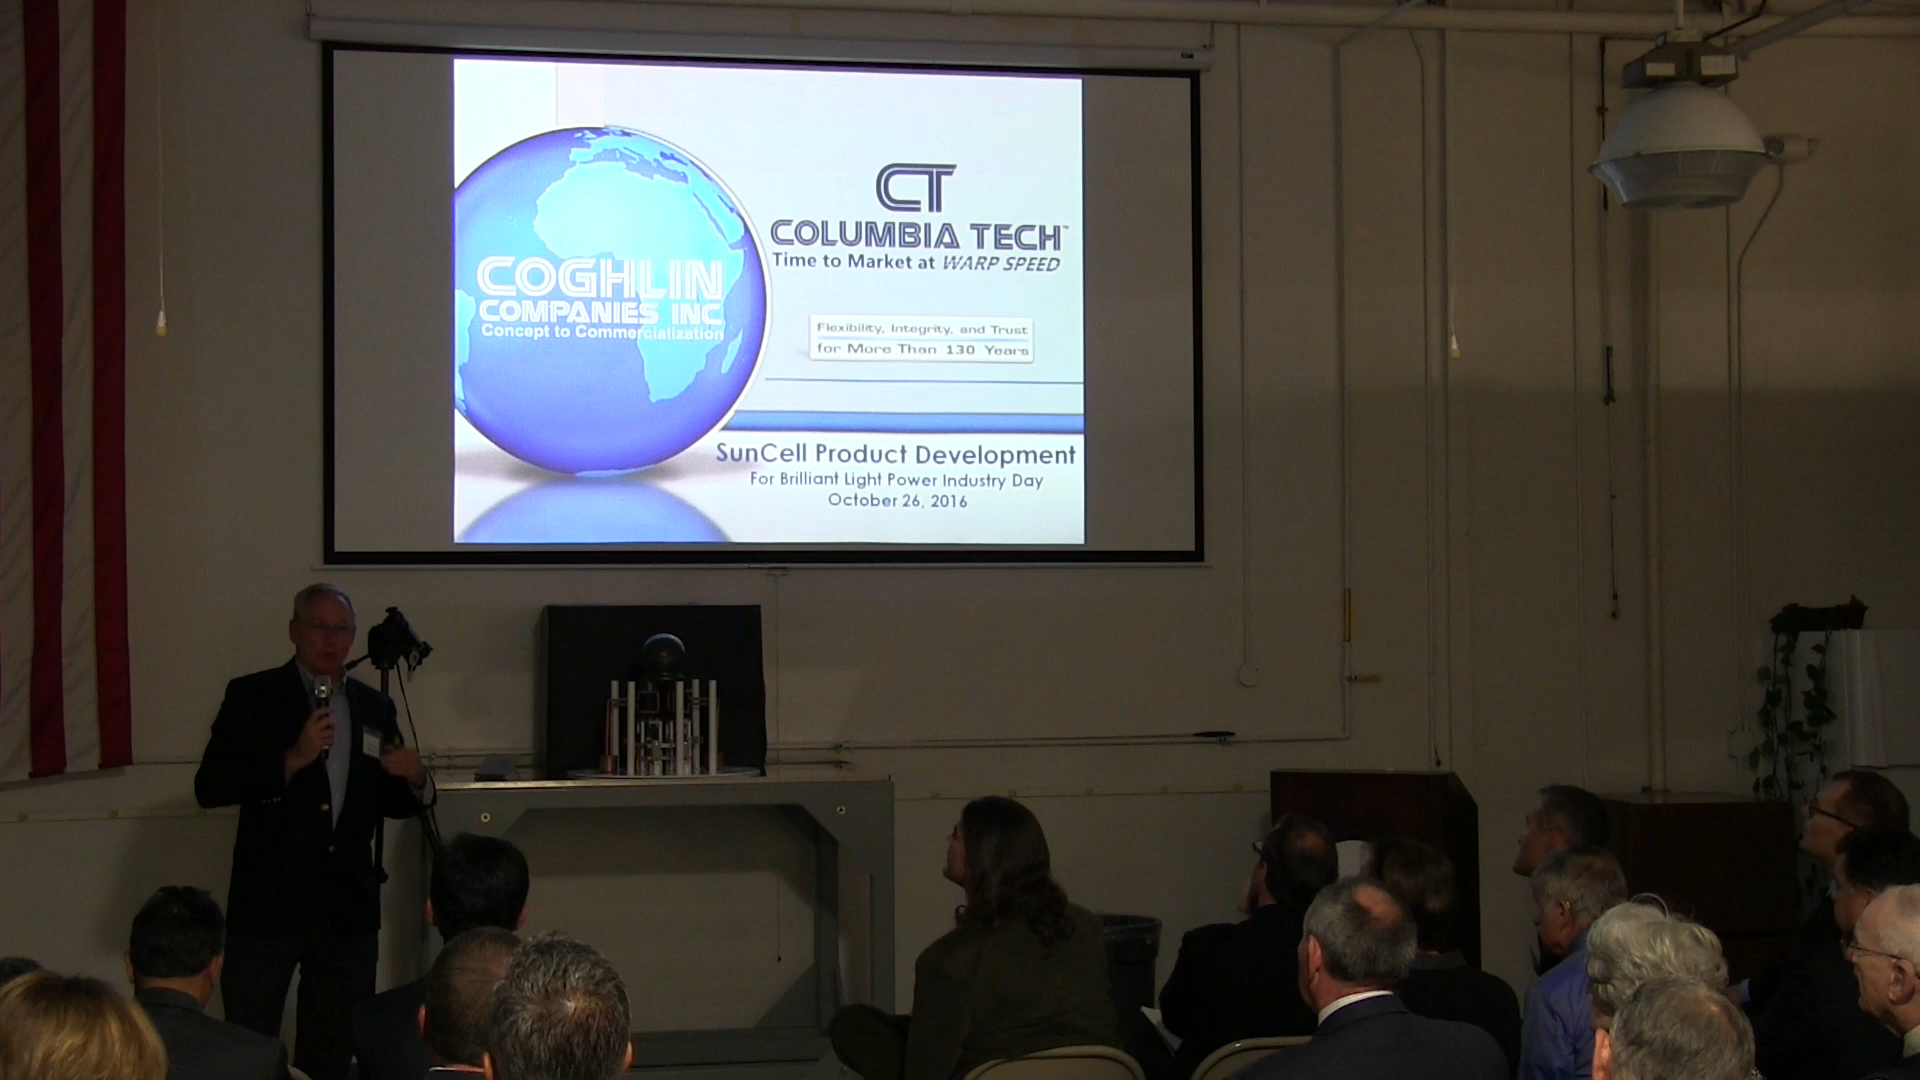 COGHLIN
COMPANIES INC
Concept to Commercialization
CT
COLUMBIA TECH™
Time to Market at WARP SPEED
Flexibility, Integrity, and Trust
for More Than 130 Years
SunCell Product Development
For Brilliant Light Power Industry Day
October 26, 2016